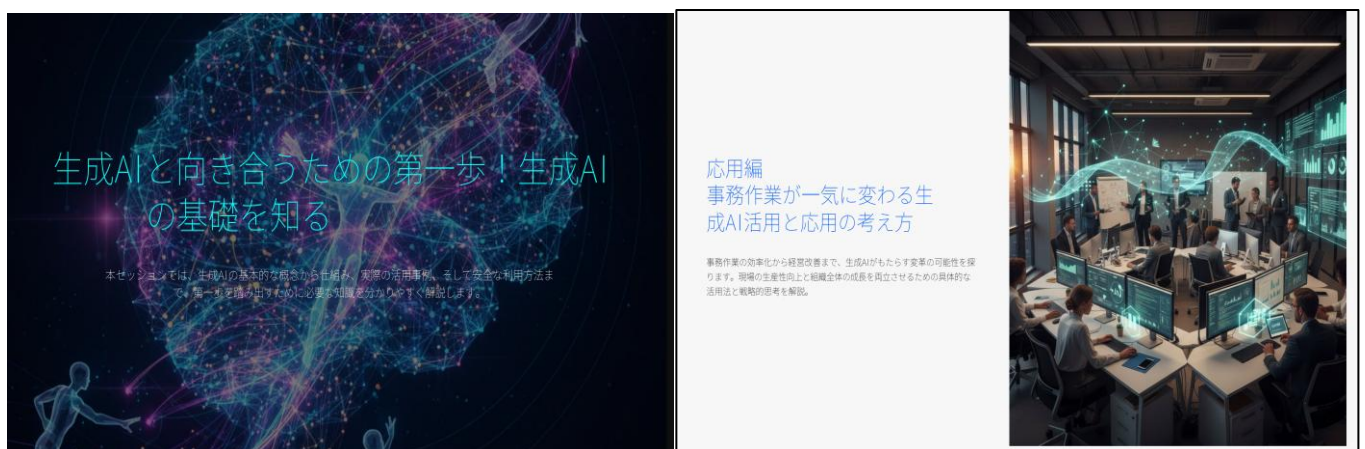 生成AIと向き合うための第一歩!生成AI
の基礎を知る
本セッションでは、生成AIの基本的な概念から仕組み、実際の活用事例、そして安全な利用方法ま
で、第一歩を踏み出すために必要な知識を分かりやすく解説します。
応用編
事務作業が一気に変わる生
成AI活用と応用の考え方
事務作業の効率化から経営改善まで、生成AIがもたらす変革の可能性を探
ります。現場の生産性向上と組織全体の成長を両立させるための具体的な
活用法と戦略的思考を解説。